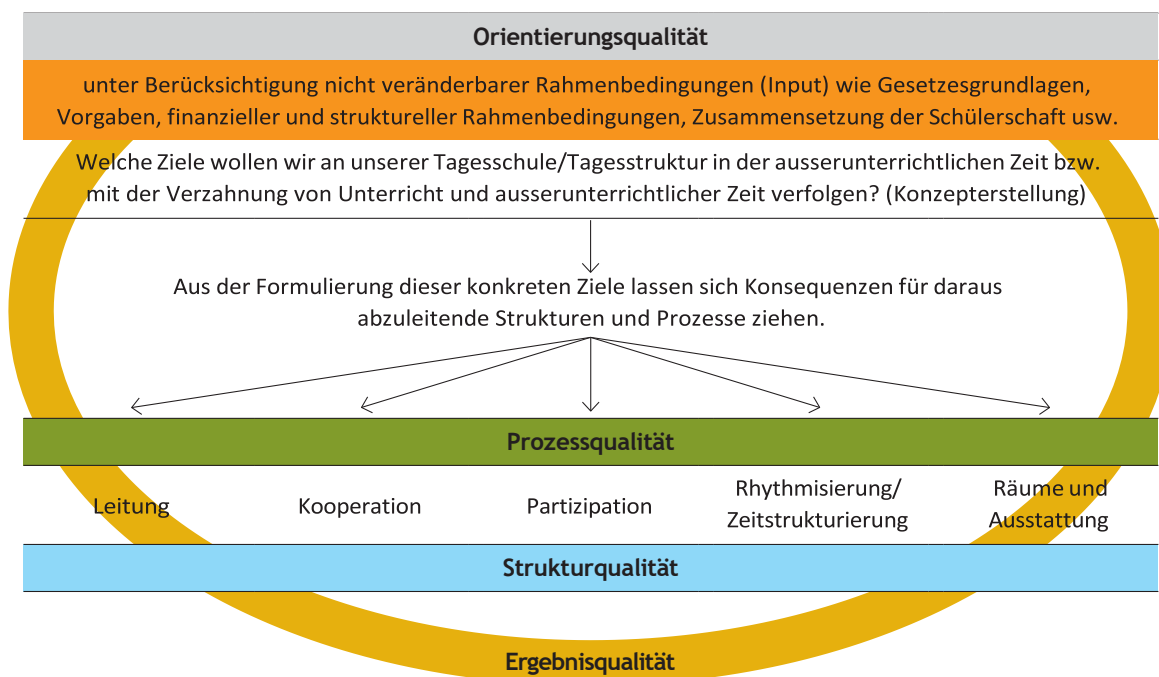 Orientierungsqualität
unter Berücksichtigung nicht veränderbarer Rahmenbedingungen (Input) wie Gesetzesgrundlagen,
Vorgaben, finanzieller und struktureller Rahmenbedingungen, Zusammensetzung der Schülerschaft usw.
Welche Ziele wollen wir an unserer Tagesschule/Tagesstruktur in der ausserunterrichtlichen Zeit bzw.
mit der Verzahnung von Unterricht und ausserunterrichtlicher Zeit verfolgen? (Konzepterstellung)
Aus der Formulierung dieser konkreten Ziele lassen sich Konsequenzen für daraus
abzuleitende Strukturen und Prozesse ziehen.
Prozessqualität
Leitung
Kooperation
Partizipation
Rhythmisierung/
Zeitstrukturierung
Räume und
Ausstattung
Strukturqualität
Ergebnisqualität